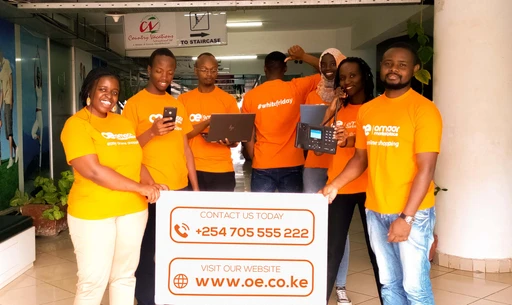 Country Vacations
TO STAIRCASE
#whitefriday
CONTACT US TODAY
+254 705 555 222
VISIT OUR WEBSITE
www.oe.co.ke